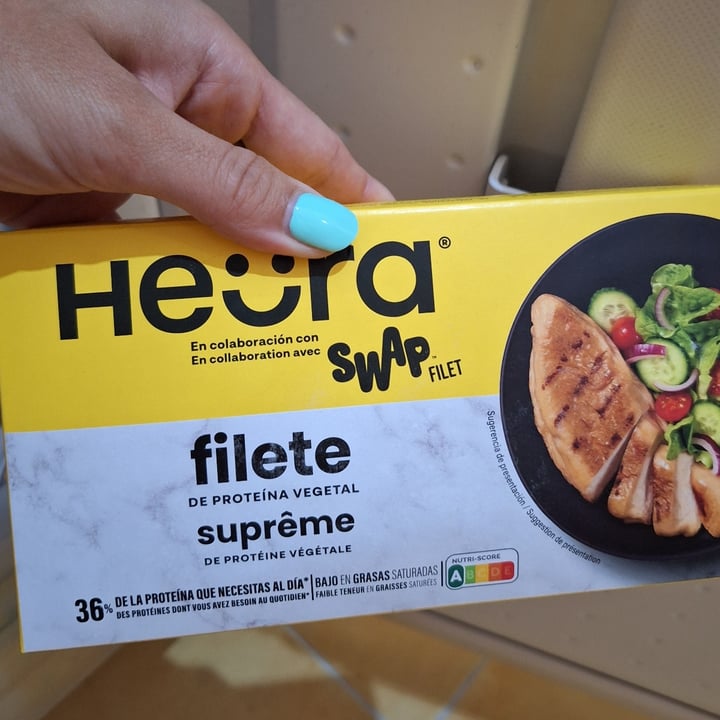 Heüra®
En colaboración con
En collaboration avec
SWAP™
FILET
filete
DE PROTEÍNA VEGETAL
suprême
DE PROTÉINE VÉGÉTALE
36% DE LA PROTEÍNA QUE NECESITAS AL DÍA*
DES PROTÉINES DONT VOUS AVEZ BESOIN AU QUOTIDIEN*
BAJO EN GRASAS SATURADAS
FAIBLE TENEUR EN GRAISSES SATURÉES
NUTRI-SCORE
A B C D E
Sugerencia de presentación / Suggestion de présentation